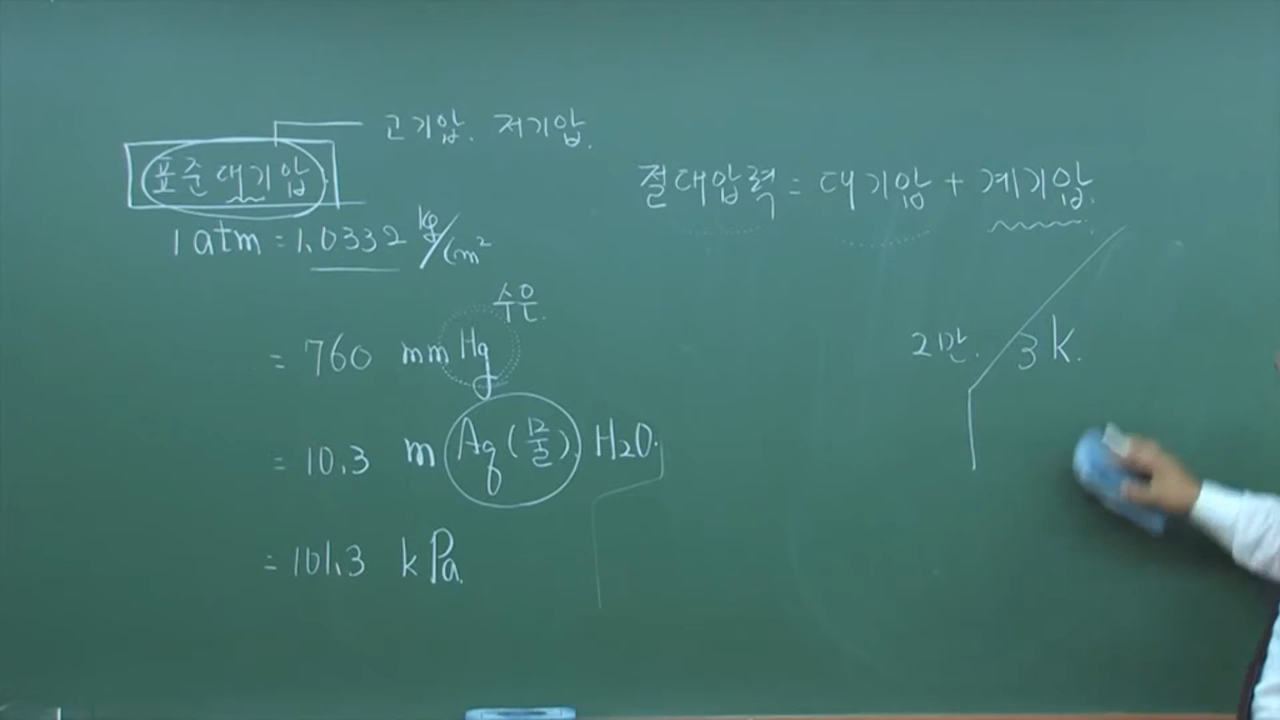 고기압. 저기압.
표준대기압
1 atm = 1.0332 kg/cm²
수은.
= 760 mmHg
= 10.3 m Aq (물). H2O.
= 101.3 kPa.
절대압력 = 대기압 + 계기압.
2만. 3k.